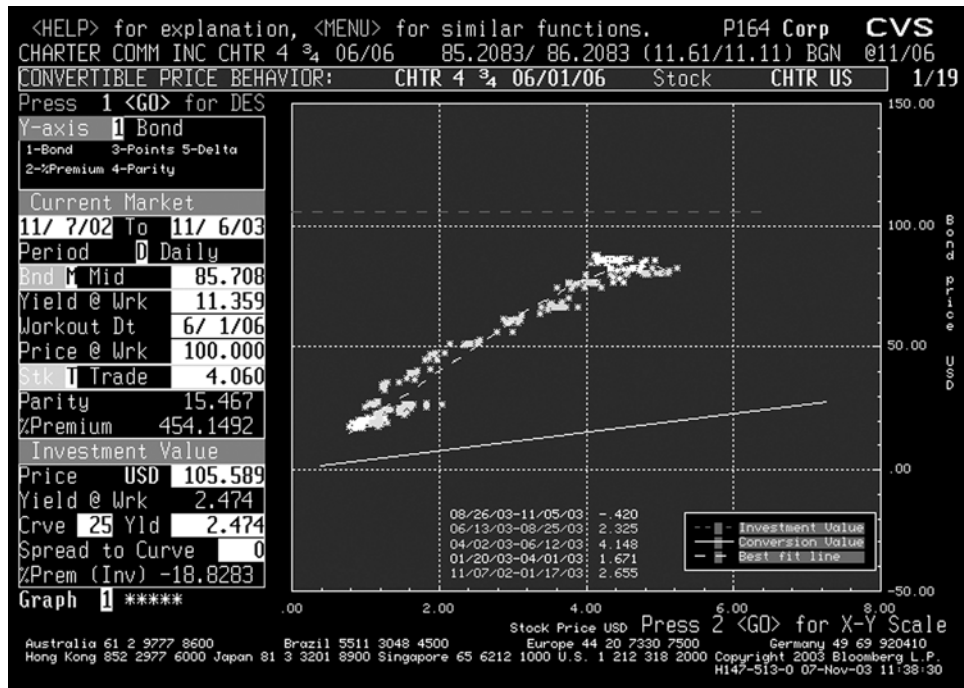 <HELP> for explanation, <MENU> for similar functions. P164 Corp CVS
CHARTER COMM INC CHTR 4 ³₄ 06/06 85.2083/ 86.2083 (11.61/11.11) BGN @11/06
CONVERTIBLE PRICE BEHAVIOR: CHTR 4 ³₄ 06/01/06 Stock CHTR US 1/19
Press 1 <GO> for DES
Y-axis 1 Bond
1-Bond 3-Points 5-Delta
2-%Premium 4-Parity
Current Market
11/ 7/02 To 11/ 6/03
Period D Daily
Bnd M Mid 85.708
Yield @ Wrk 11.359
Workout Dt 6/ 1/06
Price @ Wrk 100.000
Stk T Trade 4.060
Parity 15.467
%Premium 454.1492
Investment Value
Price USD 105.589
Yield @ Wrk 2.474
Crve 25 Yld 2.474
Spread to Curve 0
%Prem (Inv) -18.8283
Graph 1 *****
150.00
100.00
50.00
.00
-50.00
Bond price USD
08/26/03-11/05/03 -.420
06/13/03-08/25/03 2.325
04/02/03-06/12/03 4.148
01/20/03-04/01/03 1.671
11/07/02-01/17/03 2.655
Investment Value
Conversion Value
Best fit line
.00 2.00 4.00 6.00 8.00
Stock Price USD Press 2 <GO> for X-Y Scale
Australia 61 2 9777 8600 Brazil 5511 3048 4500 Europe 44 20 7330 7500 Germany 49 69 920410
Hong Kong 852 2977 6000 Japan 81 3 3201 8900 Singapore 65 6212 1000 U.S. 1 212 318 2000 Copyright 2003 Bloomberg L.P.
H147-513-0 07-Nov-03 11:38:30